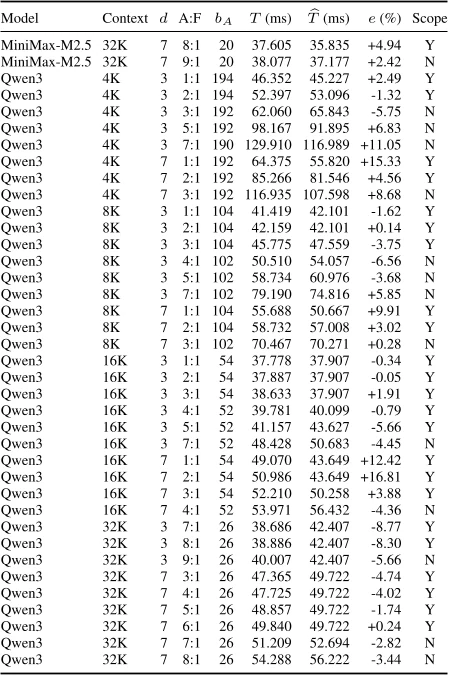 Model Context d A:F b_A T (ms) T̂ (ms) e (%) Scope
MiniMax-M2.5 32K 7 8:1 20 37.605 35.835 +4.94 Y
MiniMax-M2.5 32K 7 9:1 20 38.077 37.177 +2.42 N
Qwen3 4K 3 1:1 194 46.352 45.227 +2.49 Y
Qwen3 4K 3 2:1 194 52.397 53.096 -1.32 Y
Qwen3 4K 3 3:1 192 62.060 65.843 -5.75 N
Qwen3 4K 3 5:1 192 98.167 91.895 +6.83 N
Qwen3 4K 3 7:1 190 129.910 116.989 +11.05 N
Qwen3 4K 7 1:1 192 64.375 55.820 +15.33 Y
Qwen3 4K 7 2:1 192 85.266 81.546 +4.56 Y
Qwen3 4K 7 3:1 192 116.935 107.598 +8.68 N
Qwen3 8K 3 1:1 104 41.419 42.101 -1.62 Y
Qwen3 8K 3 2:1 104 42.159 42.101 +0.14 Y
Qwen3 8K 3 3:1 104 45.775 47.559 -3.75 Y
Qwen3 8K 3 4:1 102 50.510 54.057 -6.56 N
Qwen3 8K 3 5:1 102 58.734 60.976 -3.68 N
Qwen3 8K 3 7:1 102 79.190 74.816 +5.85 N
Qwen3 8K 7 1:1 104 55.688 50.667 +9.91 Y
Qwen3 8K 7 2:1 104 58.732 57.008 +3.02 Y
Qwen3 8K 7 3:1 102 70.467 70.271 +0.28 N
Qwen3 16K 3 1:1 54 37.778 37.907 -0.34 Y
Qwen3 16K 3 2:1 54 37.887 37.907 -0.05 Y
Qwen3 16K 3 3:1 54 38.633 37.907 +1.91 Y
Qwen3 16K 3 4:1 52 39.781 40.099 -0.79 Y
Qwen3 16K 3 5:1 52 41.157 43.627 -5.66 Y
Qwen3 16K 3 7:1 52 48.428 50.683 -4.45 N
Qwen3 16K 7 1:1 54 49.070 43.649 +12.42 Y
Qwen3 16K 7 2:1 54 50.986 43.649 +16.81 Y
Qwen3 16K 7 3:1 54 52.210 50.258 +3.88 Y
Qwen3 16K 7 4:1 52 53.971 56.432 -4.36 N
Qwen3 32K 3 7:1 26 38.686 42.407 -8.77 Y
Qwen3 32K 3 8:1 26 38.886 42.407 -8.30 Y
Qwen3 32K 3 9:1 26 40.007 42.407 -5.66 N
Qwen3 32K 7 3:1 26 47.365 49.722 -4.74 Y
Qwen3 32K 7 4:1 26 47.725 49.722 -4.02 Y
Qwen3 32K 7 5:1 26 48.857 49.722 -1.74 Y
Qwen3 32K 7 6:1 26 49.840 49.722 +0.24 Y
Qwen3 32K 7 7:1 26 51.209 52.694 -2.82 N
Qwen3 32K 7 8:1 26 54.288 56.222 -3.44 N